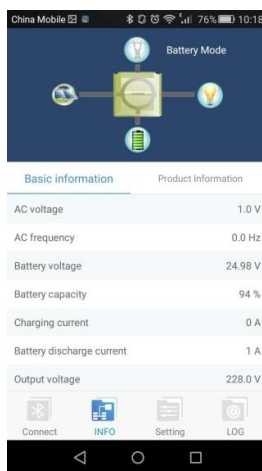 China Mobile 76% 10:18
Battery Mode
Basic information Product Information
AC voltage 1.0 V
AC frequency 0.0 Hz
Battery voltage 24.98 V
Battery capacity 94 %
Charging current 0 A
Battery discharge current 1 A
Output voltage 228.0 V
Connect INFO Setting LOG